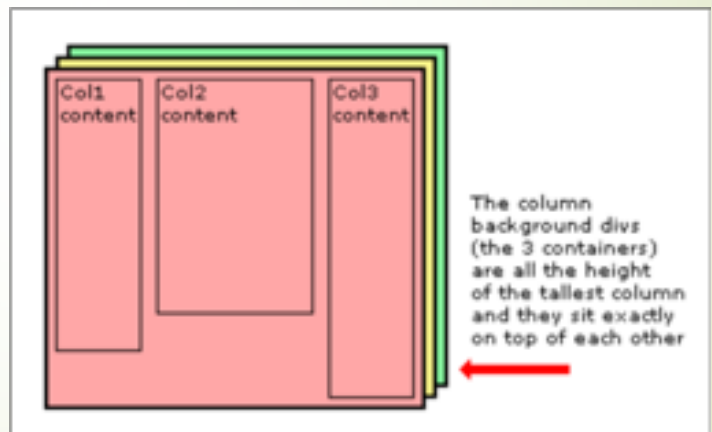 Col1
content
Col2
content
Col3
content
The column
background divs
(the 3 containers)
are all the height
of the tallest column
and they sit exactly
on top of each other